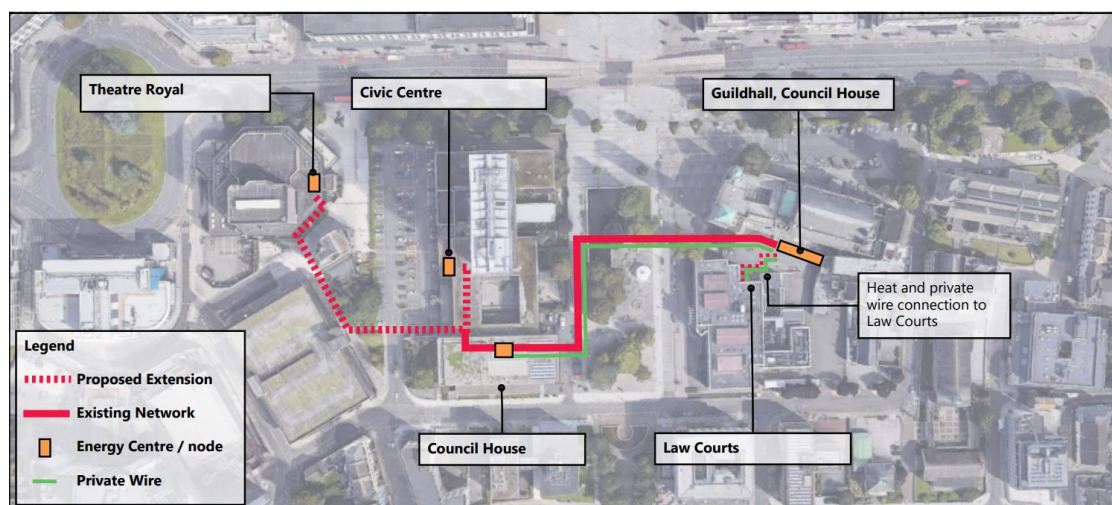 Theatre Royal
Civic Centre
Guildhall, Council House
Heat and private
wire connection to
Law Courts
Legend
Proposed Extension
Existing Network
Energy Centre / node
Private Wire
Council House
Law Courts